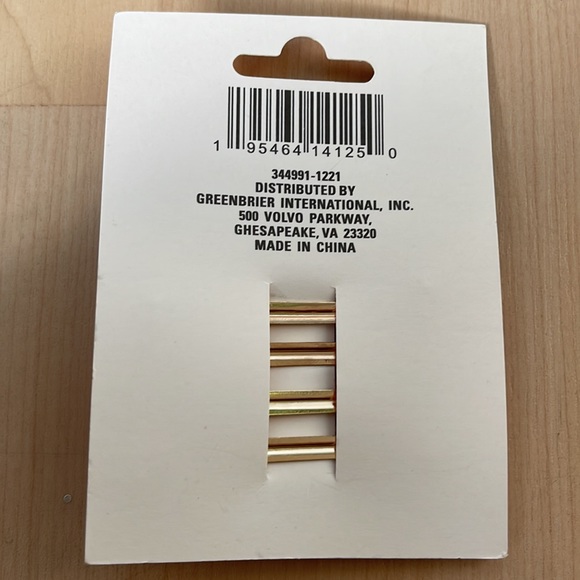 1 95464 14125 0
344991-1221
DISTRIBUTED BY
GREENBRIER INTERNATIONAL, INC.
500 VOLVO PARKWAY,
GHESAPEAKE, VA 23320
MADE IN CHINA